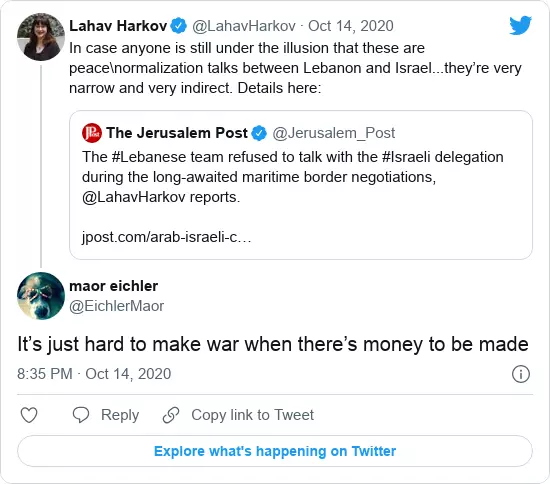 Lahav Harkov @LahavHarkov · Oct 14, 2020
In case anyone is still under the illusion that these are
peace\normalization talks between Lebanon and Israel...they’re very
narrow and very indirect. Details here:
JPost The Jerusalem Post @Jerusalem_Post
The #Lebanese team refused to talk with the #Israeli delegation
during the long-awaited maritime border negotiations,
@LahavHarkov reports.
jpost.com/arab-israeli-c…
maor eichler
@EichlerMaor
It’s just hard to make war when there’s money to be made
8:35 PM · Oct 14, 2020
Reply Copy link to Tweet
Explore what's happening on Twitter